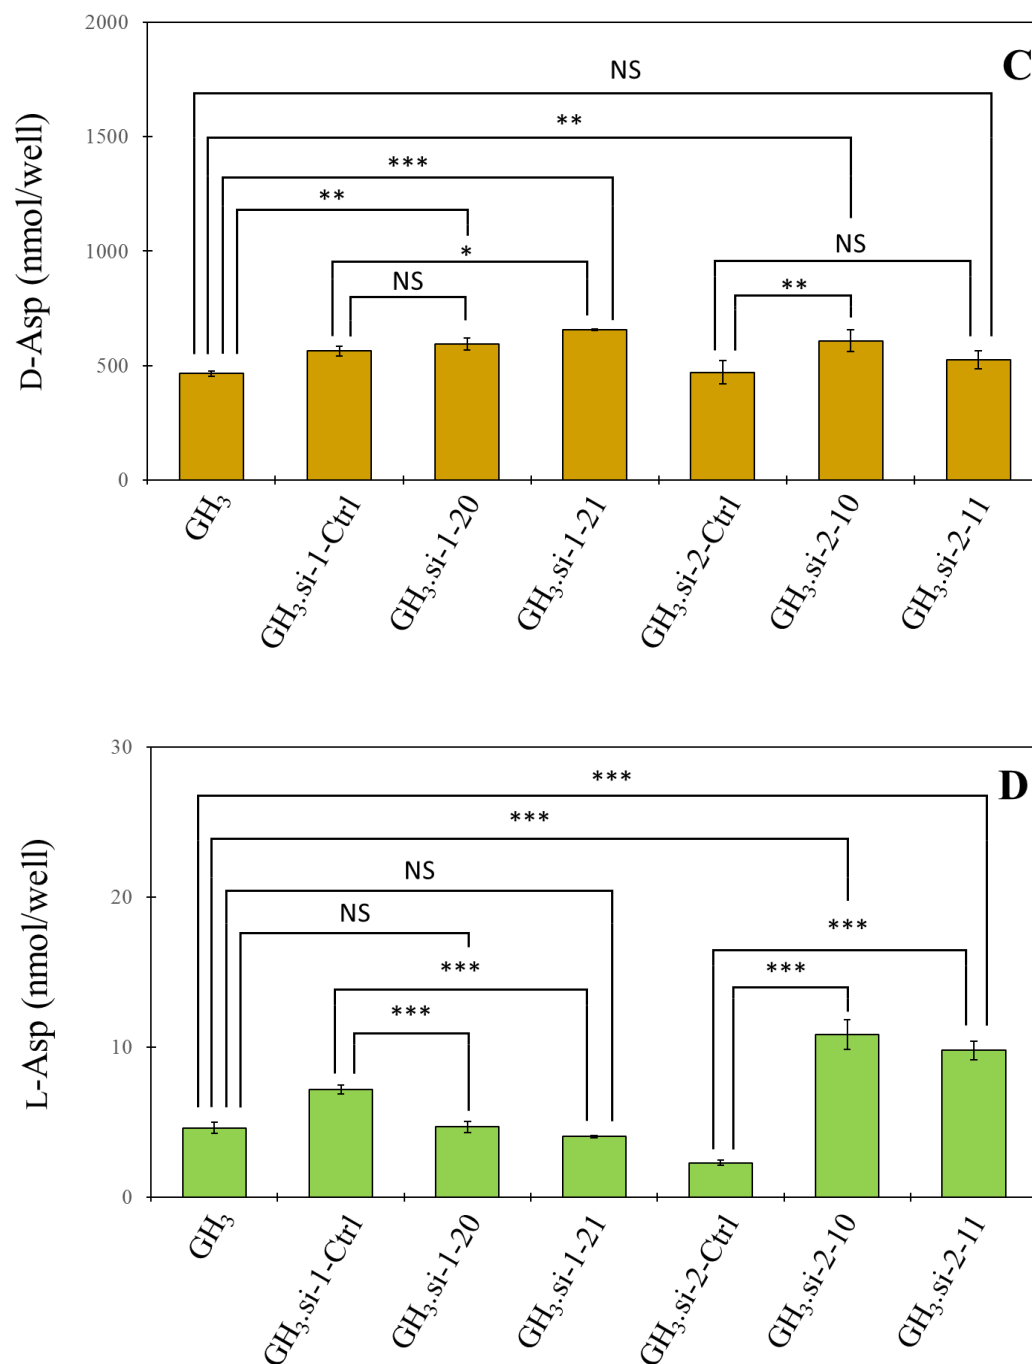 C
D-Asp (nmol/well)
2000
1500
1000
500
0
NS
**
***
**
*
NS
NS
**
GH3
GH3.si-1-Ctrl
GH3.si-1-20
GH3.si-1-21
GH3.si-2-Ctrl
GH3.si-2-10
GH3.si-2-11
D
L-Asp (nmol/well)
30
20
10
0
***
***
NS
NS
***
***
***
***
GH3
GH3.si-1-Ctrl
GH3.si-1-20
GH3.si-1-21
GH3.si-2-Ctrl
GH3.si-2-10
GH3.si-2-11